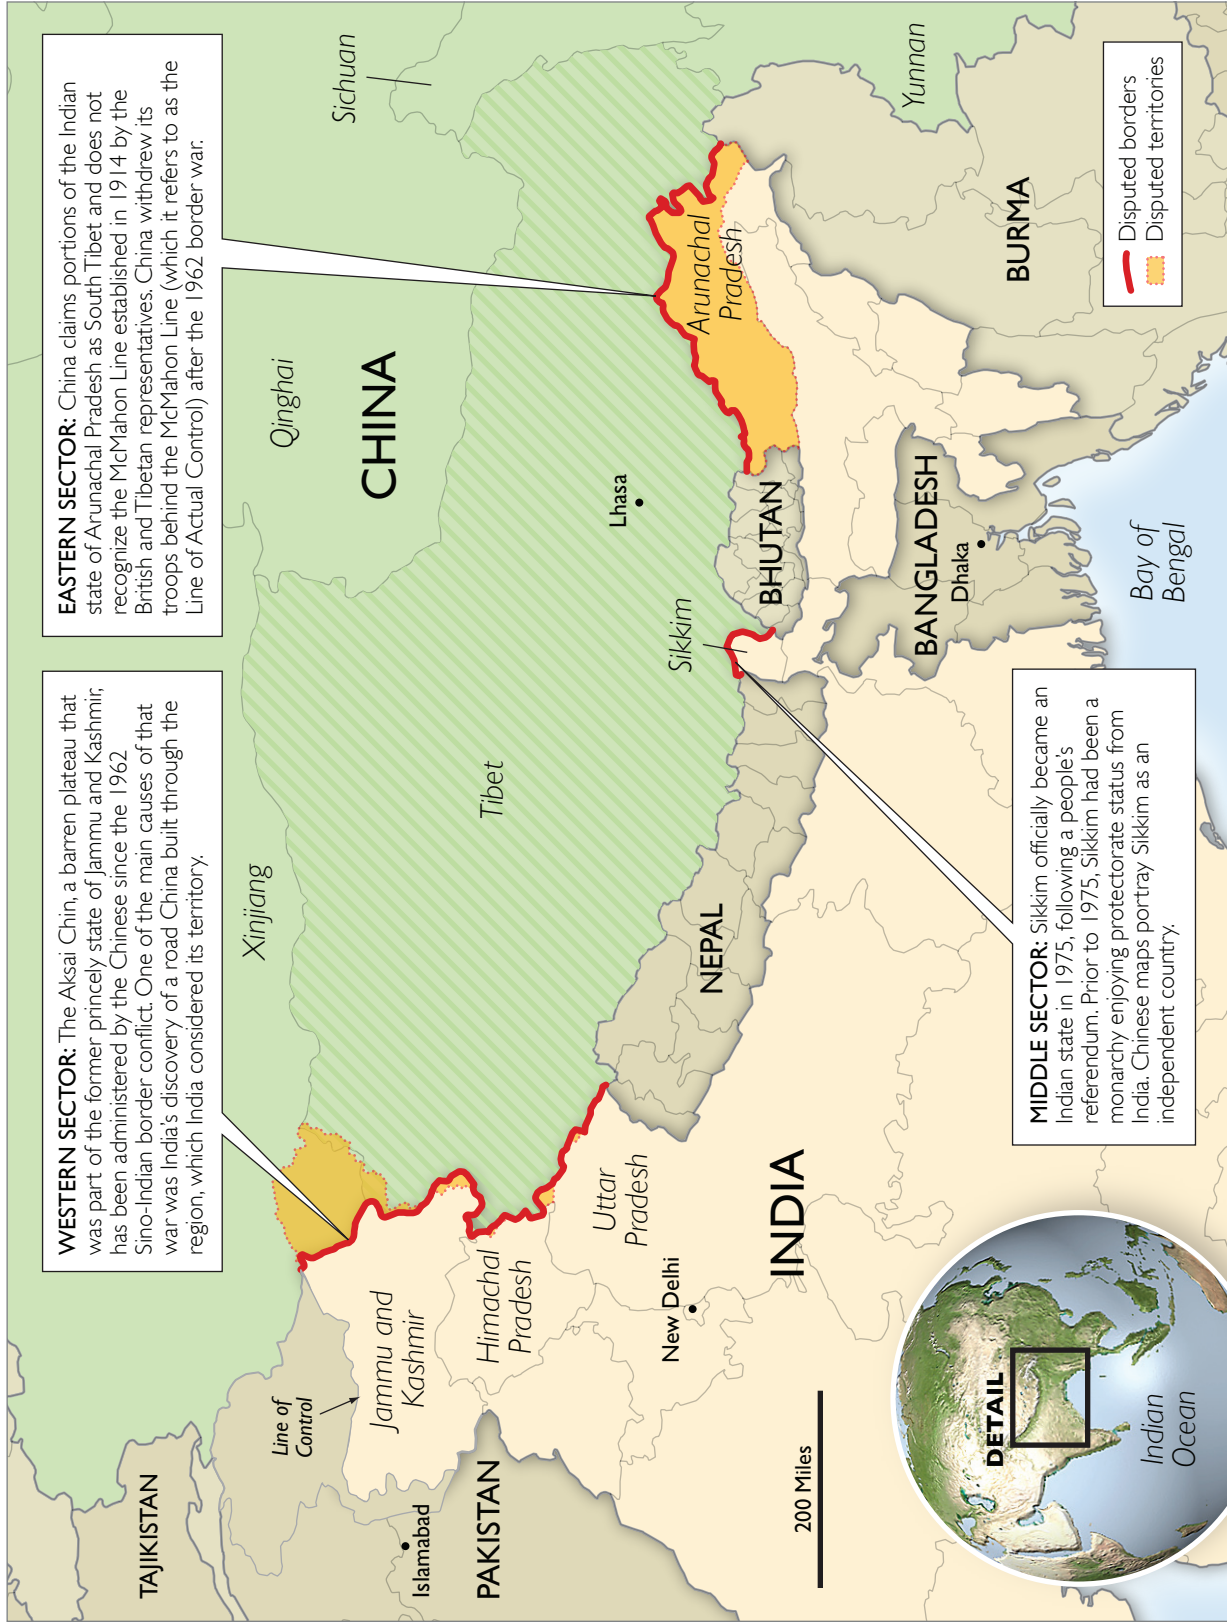 WESTERN SECTOR: The Aksai Chin, a barren plateau that
was part of the former princely state of Jammu and Kashmir,
has been administered by the Chinese since the 1962
Sino-Indian border conflict. One of the main causes of that
war was India's discovery of a road China built through the
region, which India considered its territory.
EASTERN SECTOR: China claims portions of the Indian
state of Arunachal Pradesh as South Tibet and does not
recognize the McMahon Line established in 1914 by the
British and Tibetan representatives. China withdrew its
troops behind the McMahon Line (which it refers to as the
Line of Actual Control) after the 1962 border war.
TAJIKISTAN
Xinjiang
Qinghai
Sichuan
CHINA
Line of
Control
Jammu and
Kashmir
Islamabad
PAKISTAN
Himachal
Pradesh
Tibet
Lhasa
Uttar
Pradesh
New Delhi
NEPAL
Sikkim
BHUTAN
Arunachal
Pradesh
Yunnan
INDIA
BANGLADESH
Dhaka
BURMA
200 Miles
DETAIL
Indian
Ocean
MIDDLE SECTOR: Sikkim officially became an
Indian state in 1975, following a people's
referendum. Prior to 1975, Sikkim had been a
monarchy enjoying protectorate status from
India. Chinese maps portray Sikkim as an
independent country.
Bay of
Bengal
Disputed borders
Disputed territories